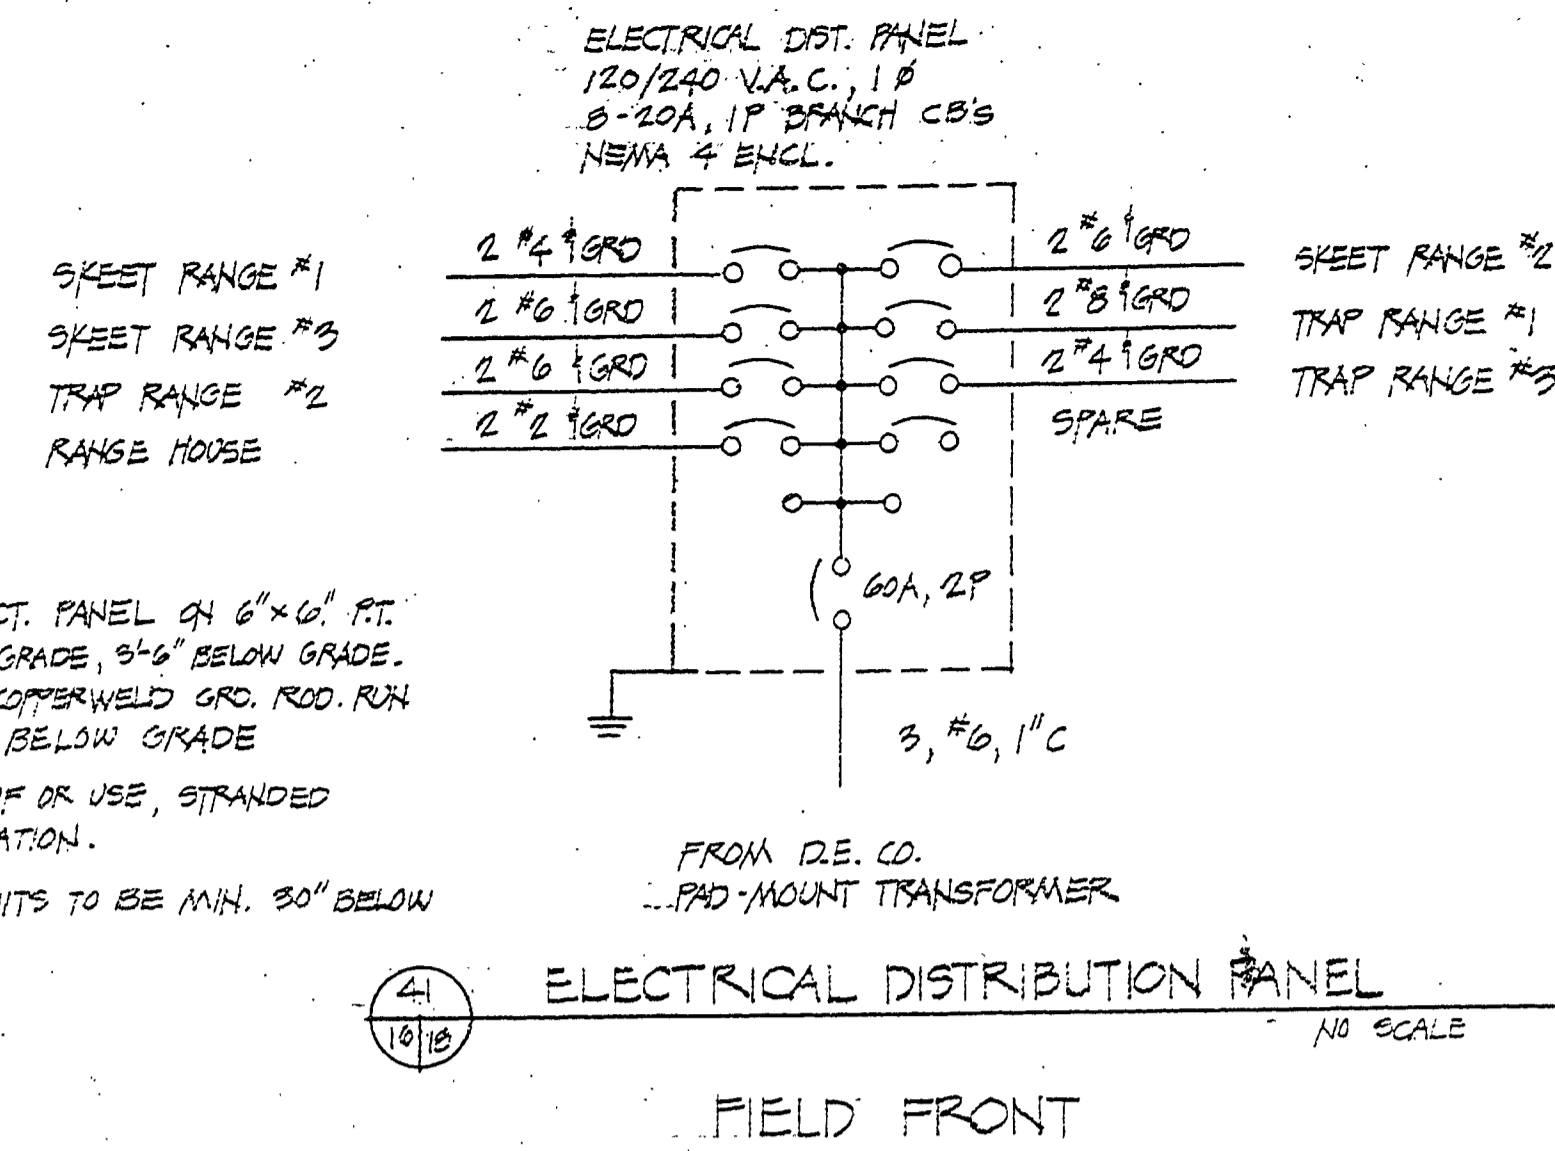 ELECTRICAL DIST. PANEL
120/240 V.A.C., 1 Ø
8-20A, 1P BRANCH CB'S
NEMA 4 ENCL.
SKEET RANGE #1
2 #4 & GRD
2 #6 & GRD
SKEET RANGE #2
SKEET RANGE #3
2 #6 & GRD
2 #8 & GRD
TRAP RANGE #1
TRAP RANGE #2
2 #6 & GRD
2 #4 & GRD
TRAP RANGE #3
RANGE HOUSE
2 #2 & GRD
SPARE
60A, 2P
CT. PANEL ON 6"x6" P.T.
GRADE, 3'-6" BELOW GRADE.
COPPERWELD GRD. ROD. RUN
BELOW GRADE
OR USE, STRANDED
ATION.
ITS TO BE MIN. 30" BELOW
3, #6, 1"C
FROM D.E. CO.
PAD-MOUNT TRANSFORMER
41
16 18
ELECTRICAL DISTRIBUTION PANEL
NO SCALE
FIELD FRONT